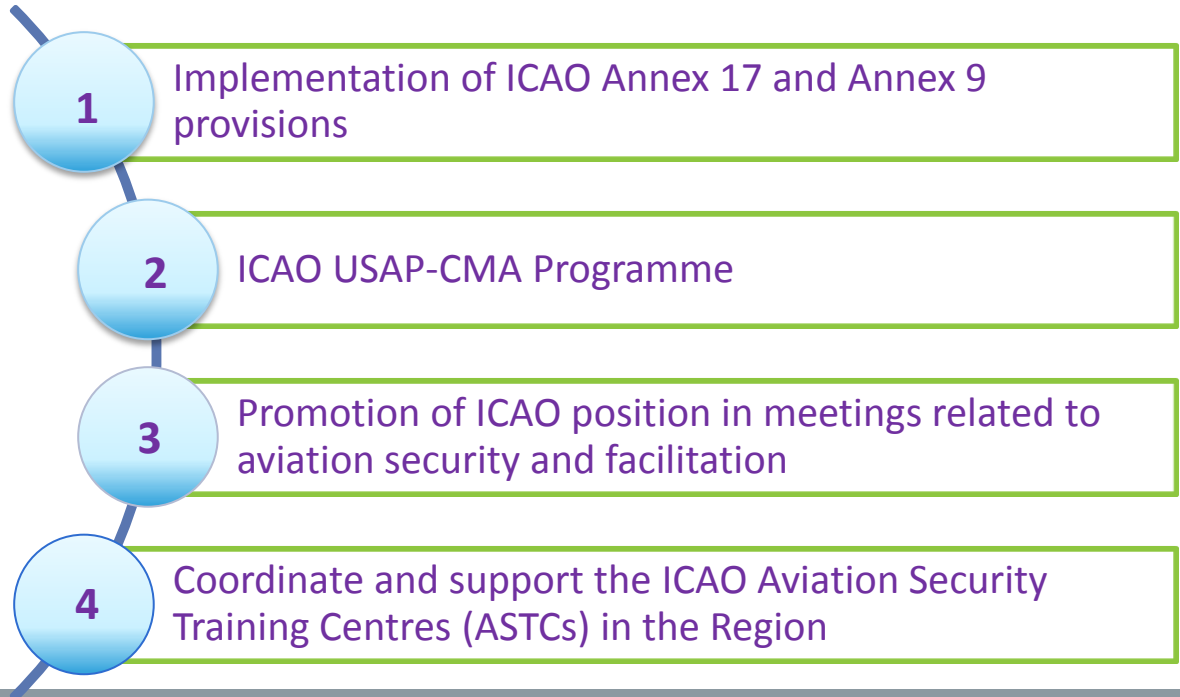 1
Implementation of ICAO Annex 17 and Annex 9
provisions
2
ICAO USAP-CMA Programme
3
Promotion of ICAO position in meetings related to
aviation security and facilitation
4
Coordinate and support the ICAO Aviation Security
Training Centres (ASTCs) in the Region